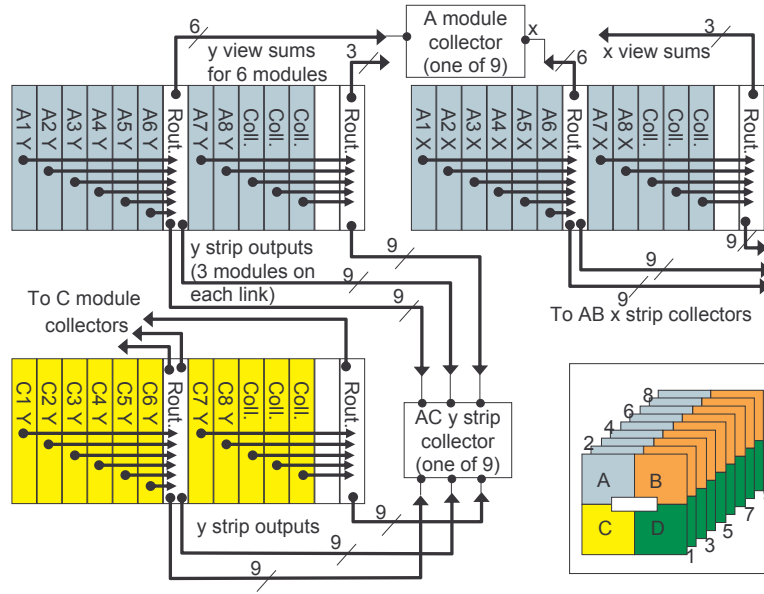 6
y view sums
for 6 modules
3
A module
collector
(one of 9)
x
6
3
x view sums
A1 Y
A2 Y
A3 Y
A4 Y
A5 Y
A6 Y
Rout.
A7 Y
A8 Y
Coll.
Coll.
Coll.
Rout.
A1 X
A2 X
A3 X
A4 X
A5 X
A6 X
Rout.
A7 X
A8 X
Coll.
Coll.
Coll.
Rout.
y strip outputs
(3 modules on
each link)
9
9
9
9
9
9
To AB x strip collectors
To C module
collectors
C1 Y
C2 Y
C3 Y
C4 Y
C5 Y
C6 Y
Rout.
C7 Y
C8 Y
Coll.
Coll.
Coll.
Rout.
AC y strip
collector
(one of 9)
y strip outputs
9
9
9
8
6
4
2
A
B
C
D
1
3
5
7